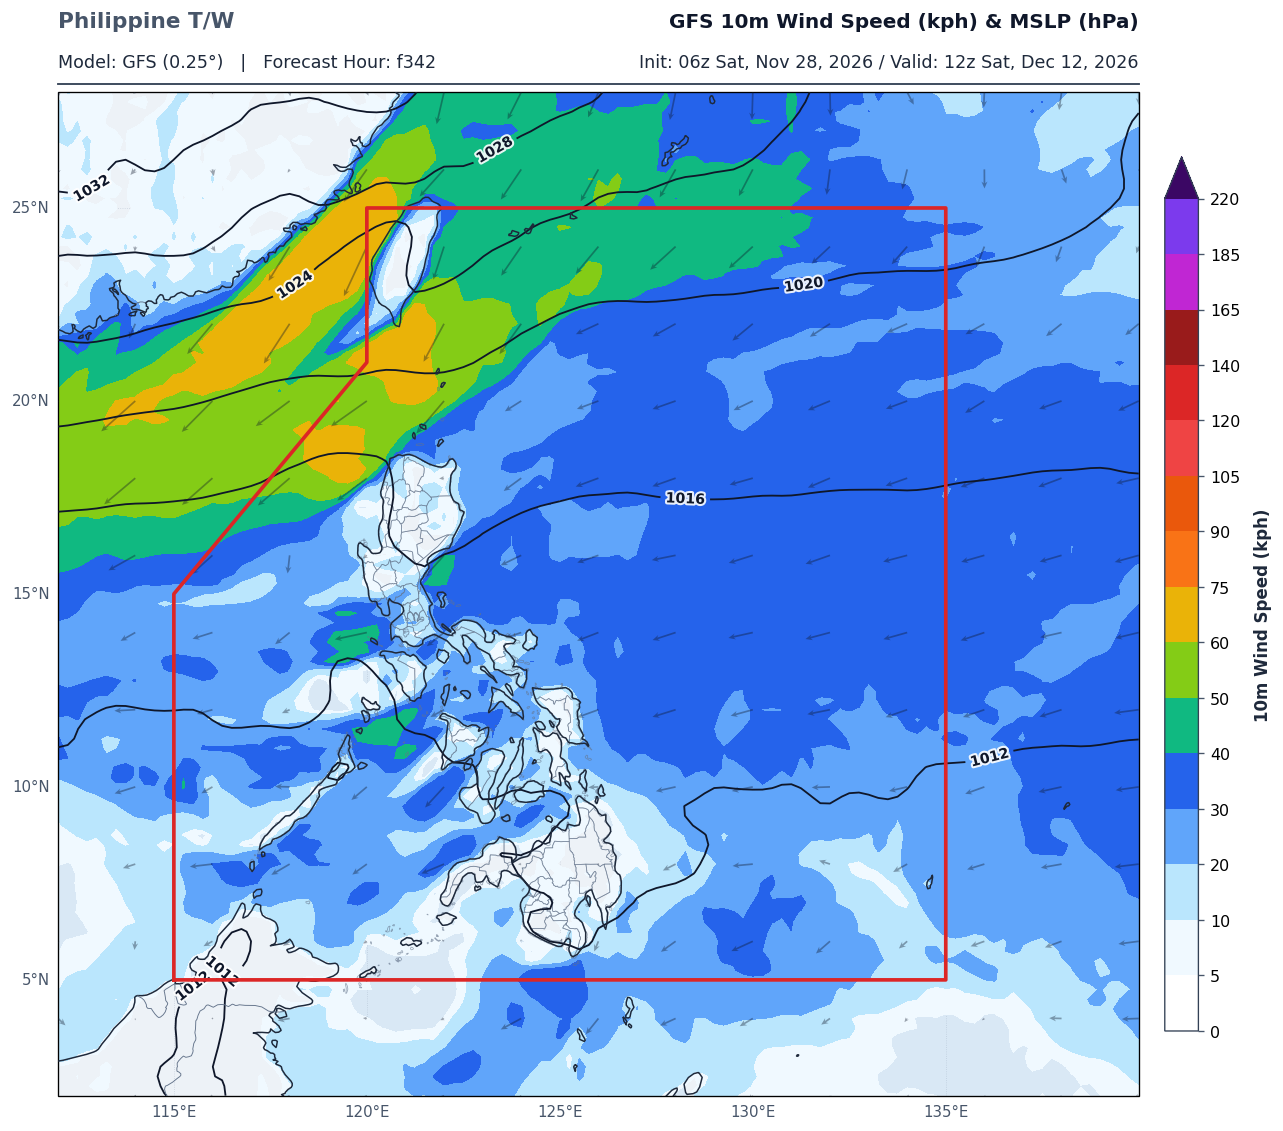 Philippine T/W
GFS 10m Wind Speed (kph) & MSLP (hPa)
Model: GFS (0.25°) | Forecast Hour: f342
Init: 06z Sat, Nov 28, 2026 / Valid: 12z Sat, Dec 12, 2026
1032
1028
1024
1020
1016
1012
1012
1012
25°N
20°N
15°N
10°N
5°N
115°E
120°E
125°E
130°E
135°E
220
185
165
140
120
105
90
75
60
50
40
30
20
10
5
0
10m Wind Speed (kph)